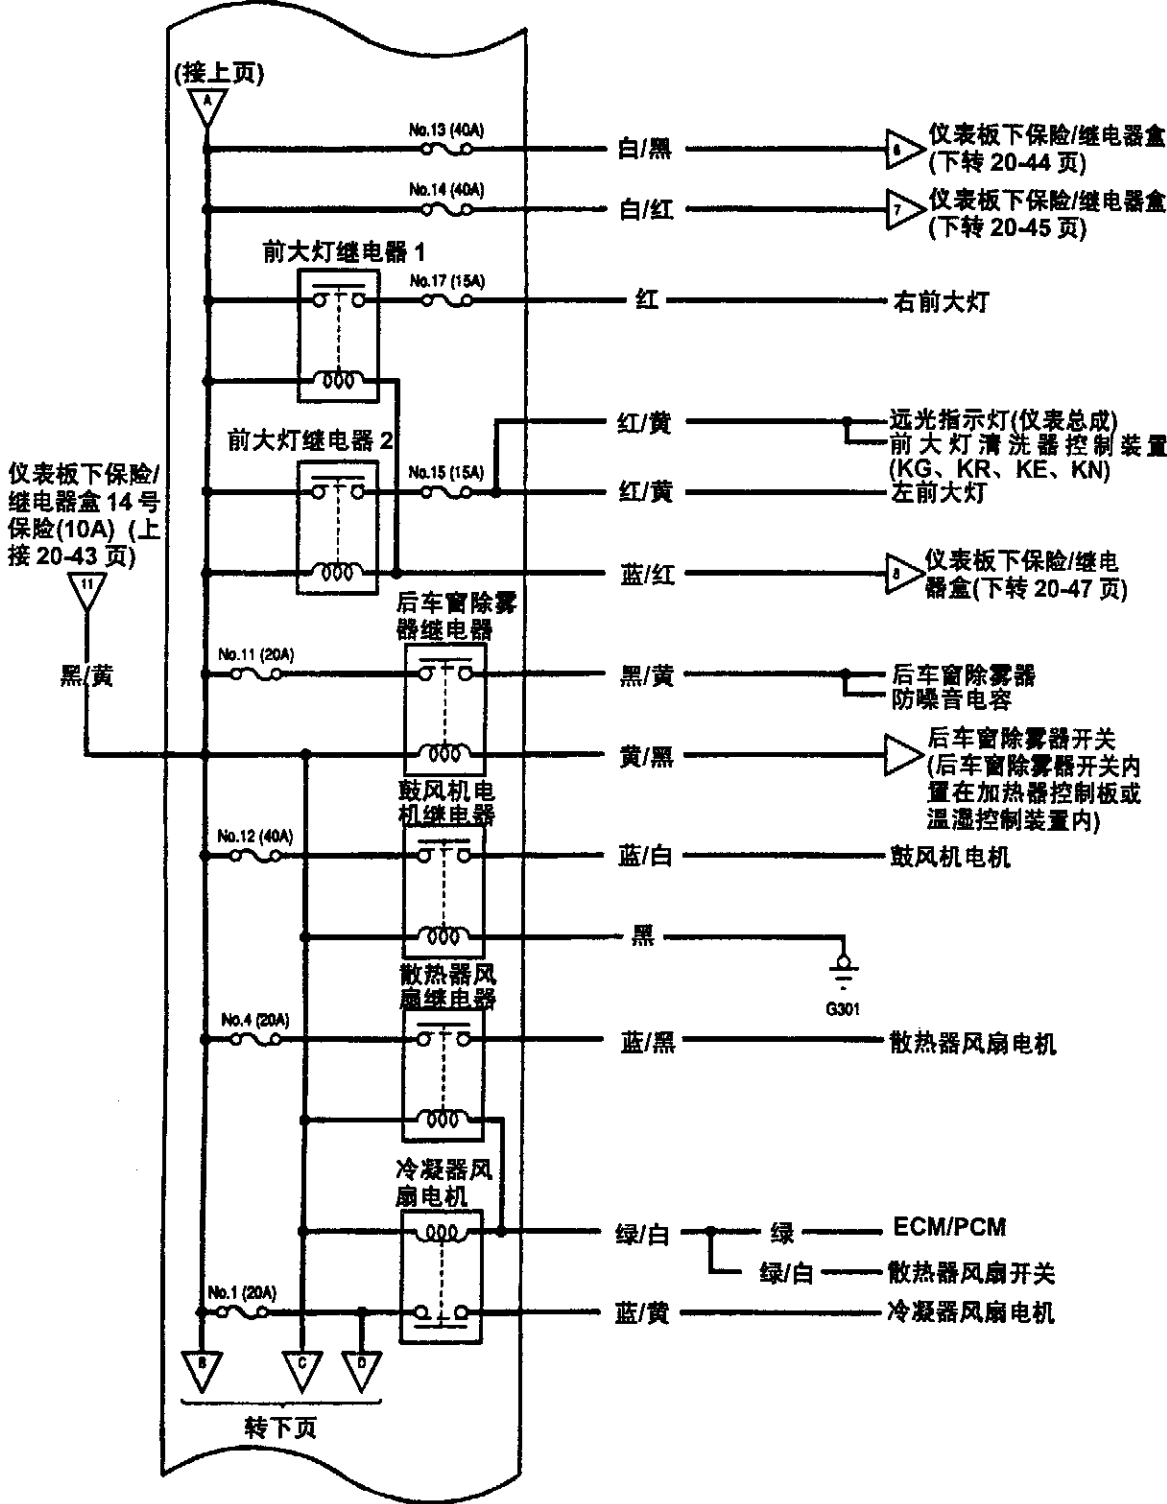 (接上页)
A
No.13 (40A)
白/黑
6
仪表板下保险/继电器盒
(下转 20-44 页)
No.14 (40A)
白/红
7
仪表板下保险/继电器盒
(下转 20-45 页)
前大灯继电器 1
No.17 (15A)
红
右前大灯
红/黄
远光指示灯(仪表总成)
前大灯清洗器控制装置
(KG、KR、KE、KN)
前大灯继电器 2
No.15 (15A)
红/黄
左前大灯
仪表板下保险/
继电器盒 14 号
保险(10A) (上
接 20-43 页)
11
黑/黄
蓝/红
8
仪表板下保险/继电
器盒(下转 20-47 页)
后车窗除雾
器继电器
No.11 (20A)
黑/黄
后车窗除雾器
防噪音电容
黄/黑
后车窗除雾器开关
(后车窗除雾器开关内
置在加热器控制板或
温湿控制装置内)
鼓风机电
机继电器
No.12 (40A)
蓝/白
鼓风机电机
黑
G301
散热器风
扇继电器
No.4 (20A)
蓝/黑
散热器风扇电机
冷凝器风
扇电机
绿/白
绿
ECM/PCM
绿/白
散热器风扇开关
No.1 (20A)
蓝/黄
冷凝器风扇电机
B
C
D
转下页